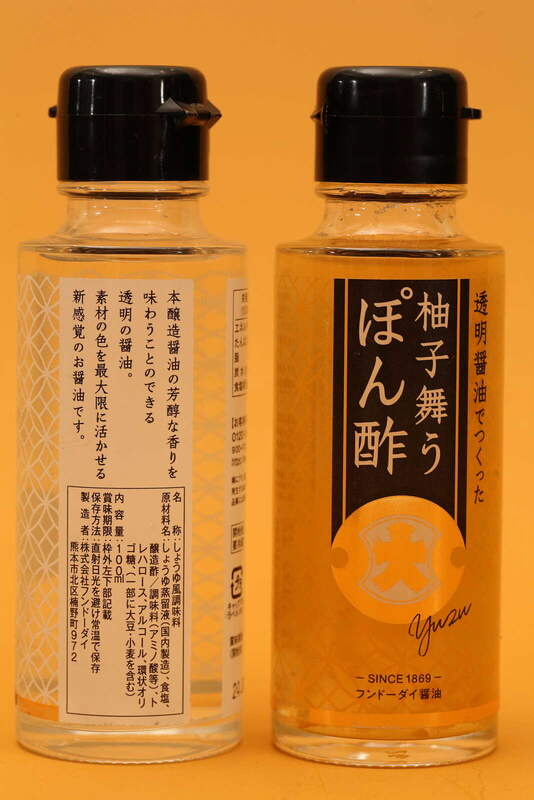 本醸造醤油の芳醇な香りを
味わうことのできる
透明の醤油。
素材の色を最大限に活かせる
新感覚のお醤油です。
名　称：しょうゆ風調味料
原材料名：しょうゆ蒸留液(国内製造)、食塩、
醸造酢／調味料(アミノ酸等)、ト
レハロース、アルコール、環状オリ
ゴ糖、(一部に大豆・小麦を含む)
内容量：100ml
賞味期限：枠外左下部記載
保存方法：直射日光を避け常温で保存
製造者：株式会社フンドーダイ
熊本市北区楠野町972
透明醤油でつくった
柚子舞う
ぽん酢
大
yuzu
SINCE 1869
フンドーダイ醤油